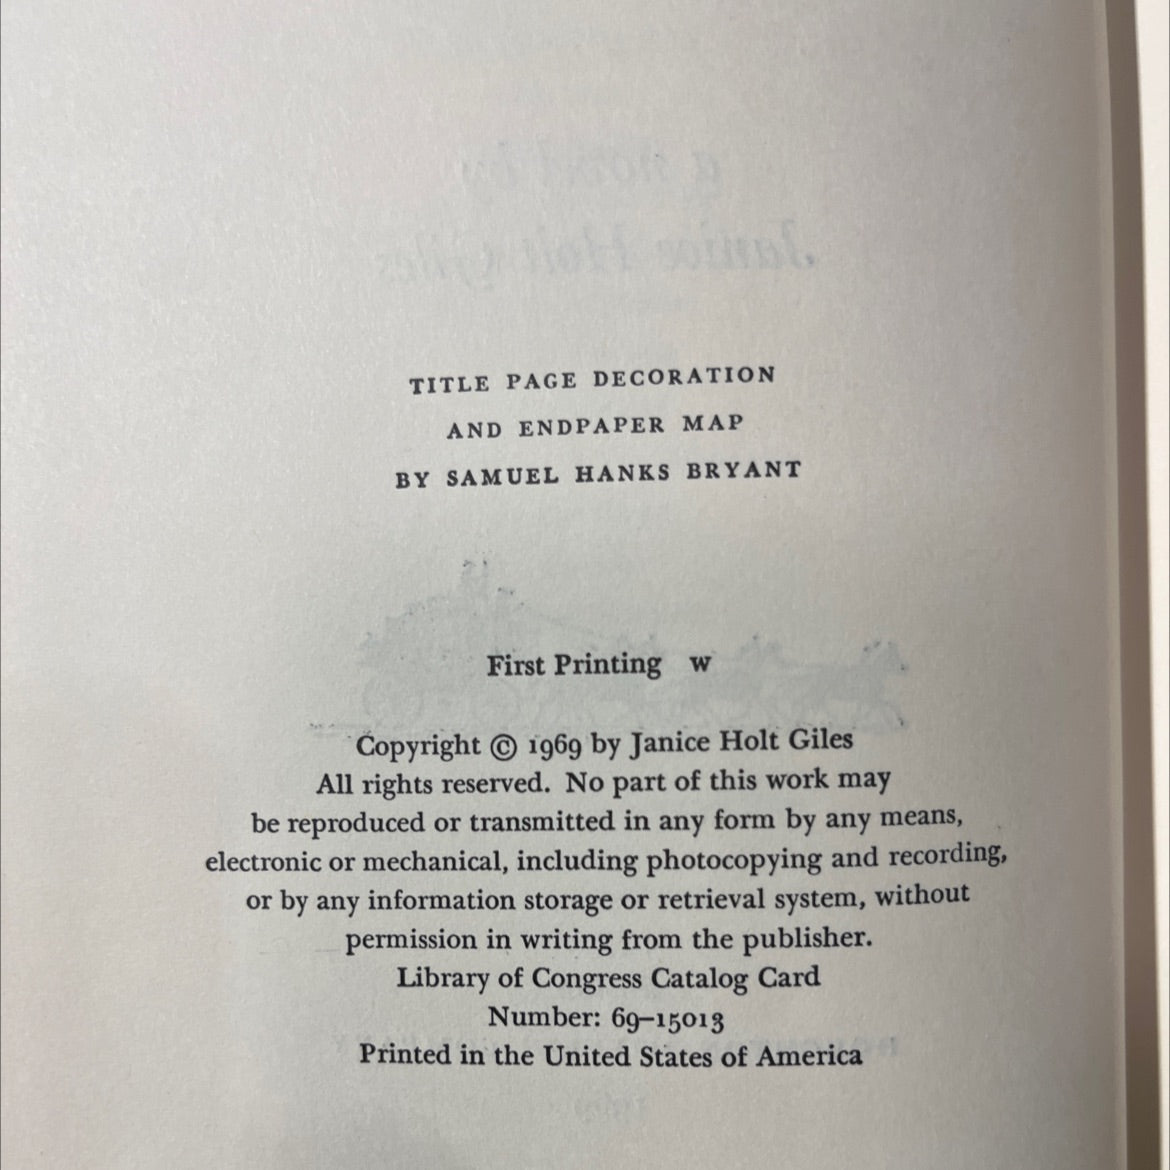 TITLE PAGE DECORATION
AND ENDPAPER MAP
BY SAMUEL HANKS BRYANT
First Printing w
Copyright © 1969 by Janice Holt Giles
All rights reserved. No part of this work may
be reproduced or transmitted in any form by any means,
electronic or mechanical, including photocopying and recording,
or by any information storage or retrieval system, without
permission in writing from the publisher.
Library of Congress Catalog Card
Number: 69–15013
Printed in the United States of America